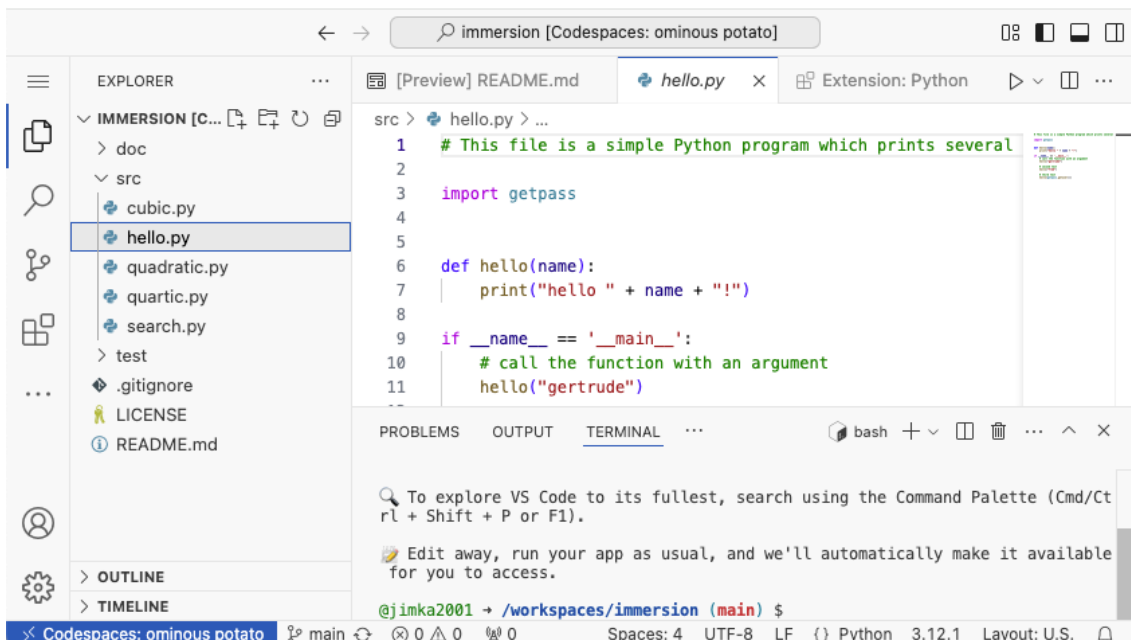 immersion [Codespaces: ominous potato]
EXPLORER
[Preview] README.md
hello.py
Extension: Python
IMMERSION [C...
doc
src
cubic.py
hello.py
quadratic.py
quartic.py
search.py
test
.gitignore
LICENSE
README.md
OUTLINE
TIMELINE
src > hello.py > ...
1 # This file is a simple Python program which prints several
2
3 import getpass
4
5
6 def hello(name):
7 print("hello " + name + "!")
8
9 if __name__ == '__main__':
10 # call the function with an argument
11 hello("gertrude")
PROBLEMS OUTPUT TERMINAL ...
bash
🔍 To explore VS Code to its fullest, search using the Command Palette (Cmd/Ct
rl + Shift + P or F1).
📝 Edit away, run your app as usual, and we'll automatically make it available
for you to access.
@jimka2001 → /workspaces/immersion (main) $
Codespaces: ominous potato main 0 0 0 Spaces: 4 UTF-8 LF {} Python 3.12.1 Layout: U.S.